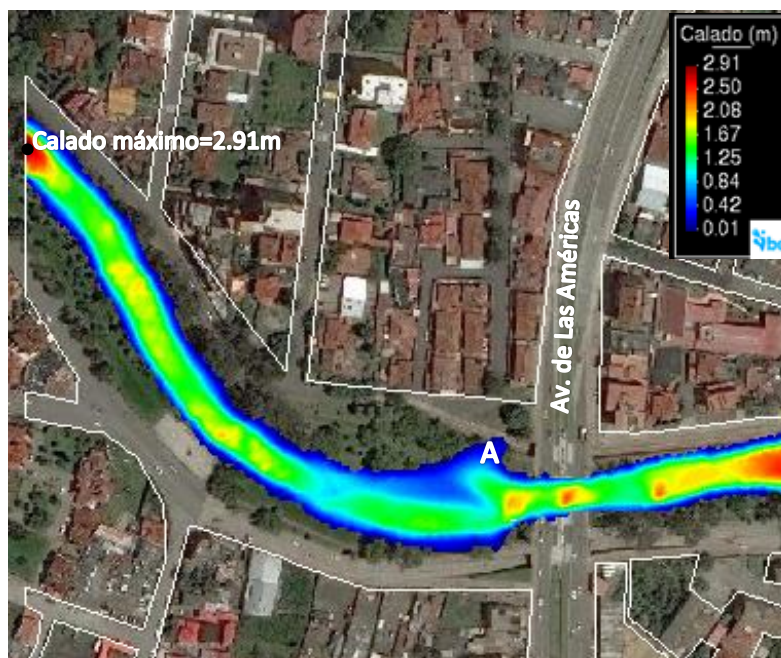 Calado (m)
2.91
2.50
2.08
1.67
1.25
0.84
0.42
0.01
Calado máximo=2.91m
Av. de Las Américas
A